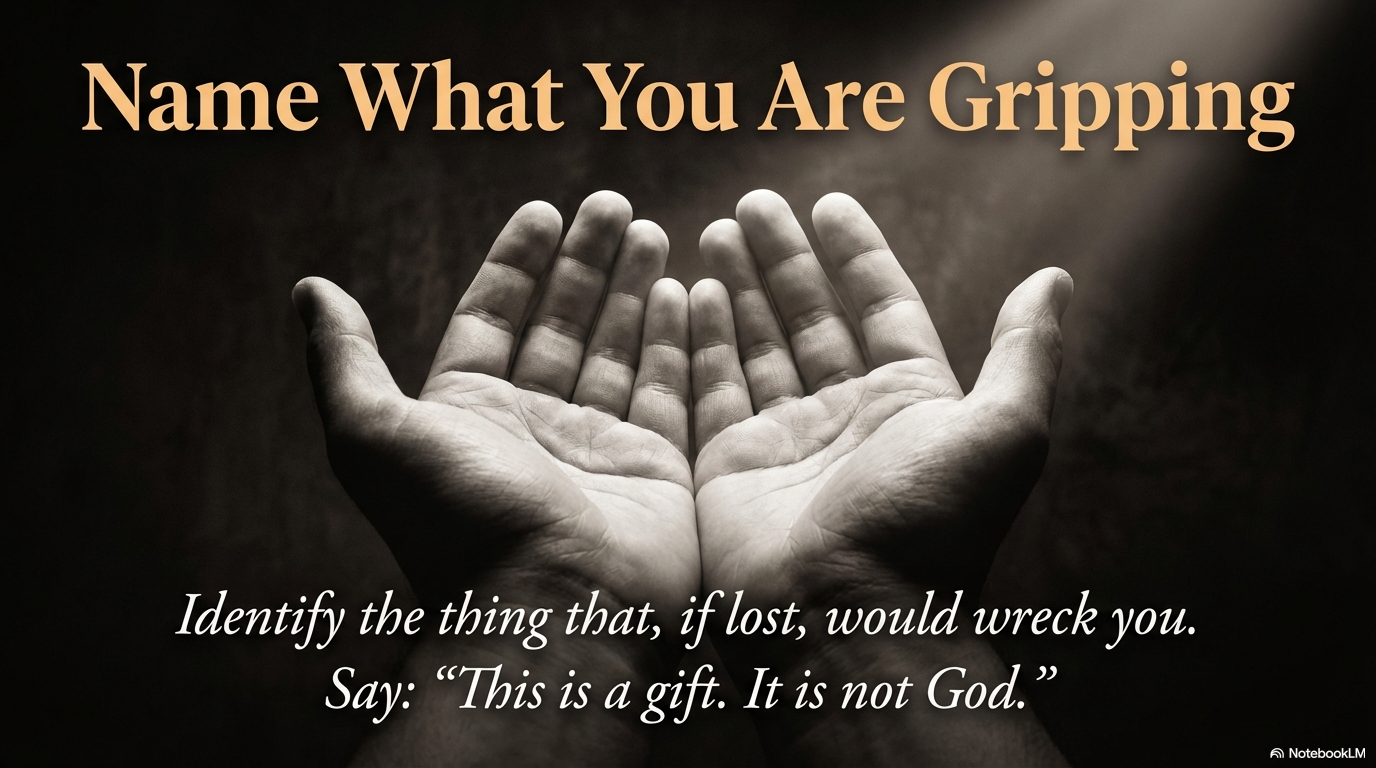 Name What You Are Gripping
Identify the thing that, if lost, would wreck you.
Say: “This is a gift. It is not God.”
NotebookLM